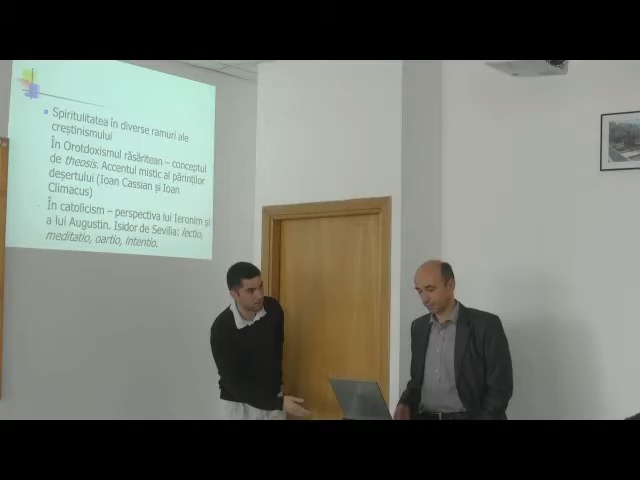 Spiritulitatea în diverse ramuri ale
creștinismului
În Orotdoxismul răsăritean – conceptul
de theosis. Accentul mistic al părinților
deșertului (Ioan Cassian și Ioan
Climacus)
În catolicism – perspectiva lui Ieronim și
a lui Augustin. Isidor de Sevilia: lectio,
meditatio, oartio, intentio.